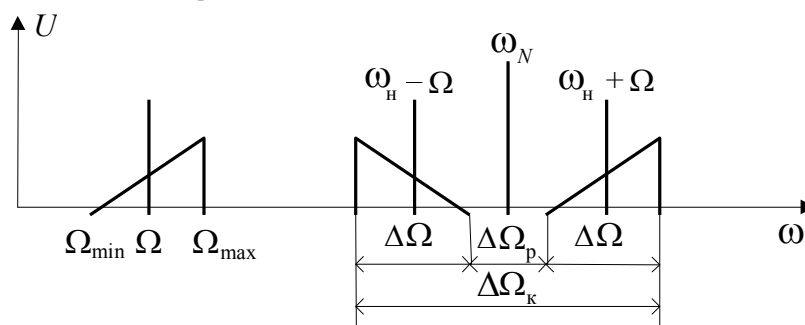 U
ω_N
ω_н − Ω ω_н + Ω
Ω_min Ω Ω_max ΔΩ ΔΩ_р ΔΩ ω
ΔΩ_к